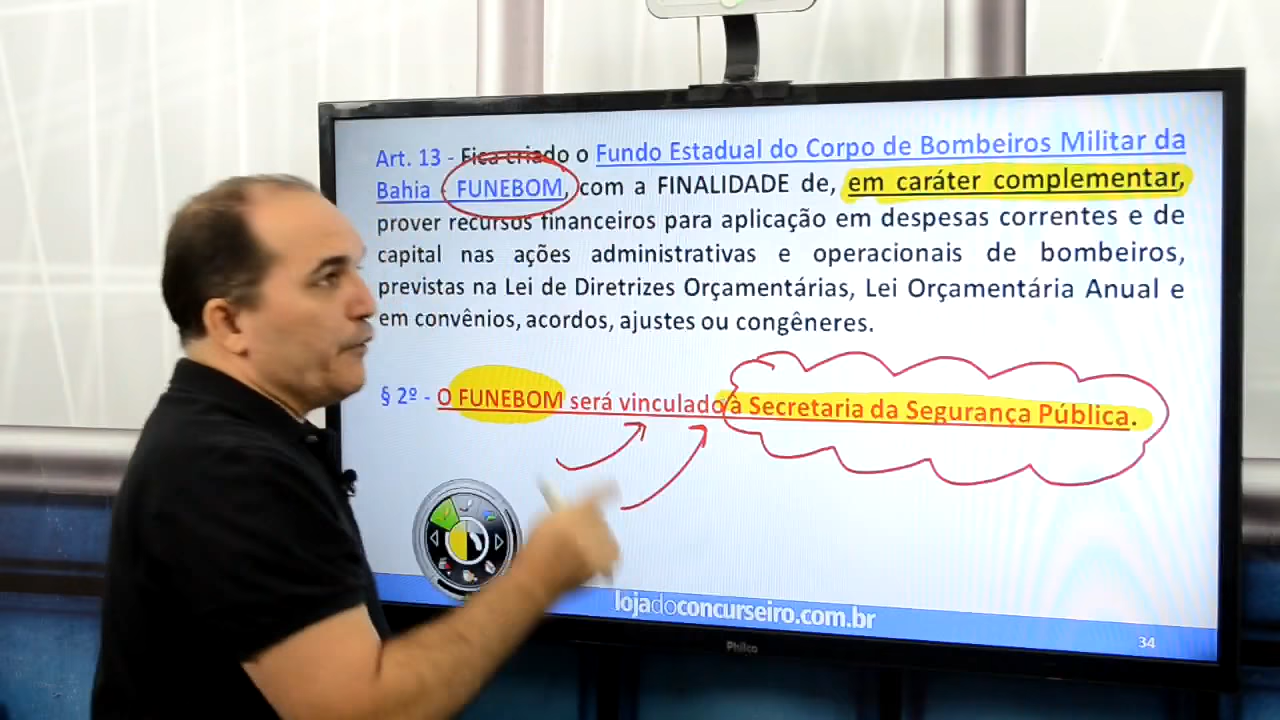 Art. 13 - Fica criado o Fundo Estadual do Corpo de Bombeiros Militar da
Bahia - FUNEBOM, com a FINALIDADE de, em caráter complementar,
prover recursos financeiros para aplicação em despesas correntes e de
capital nas ações administrativas e operacionais de bombeiros,
previstas na Lei de Diretrizes Orçamentárias, Lei Orçamentária Anual e
em convênios, acordos, ajustes ou congêneres.
§ 2º - O FUNEBOM será vinculado à Secretaria da Segurança Pública.
lojadoconcurseiro.com.br
34
Philco